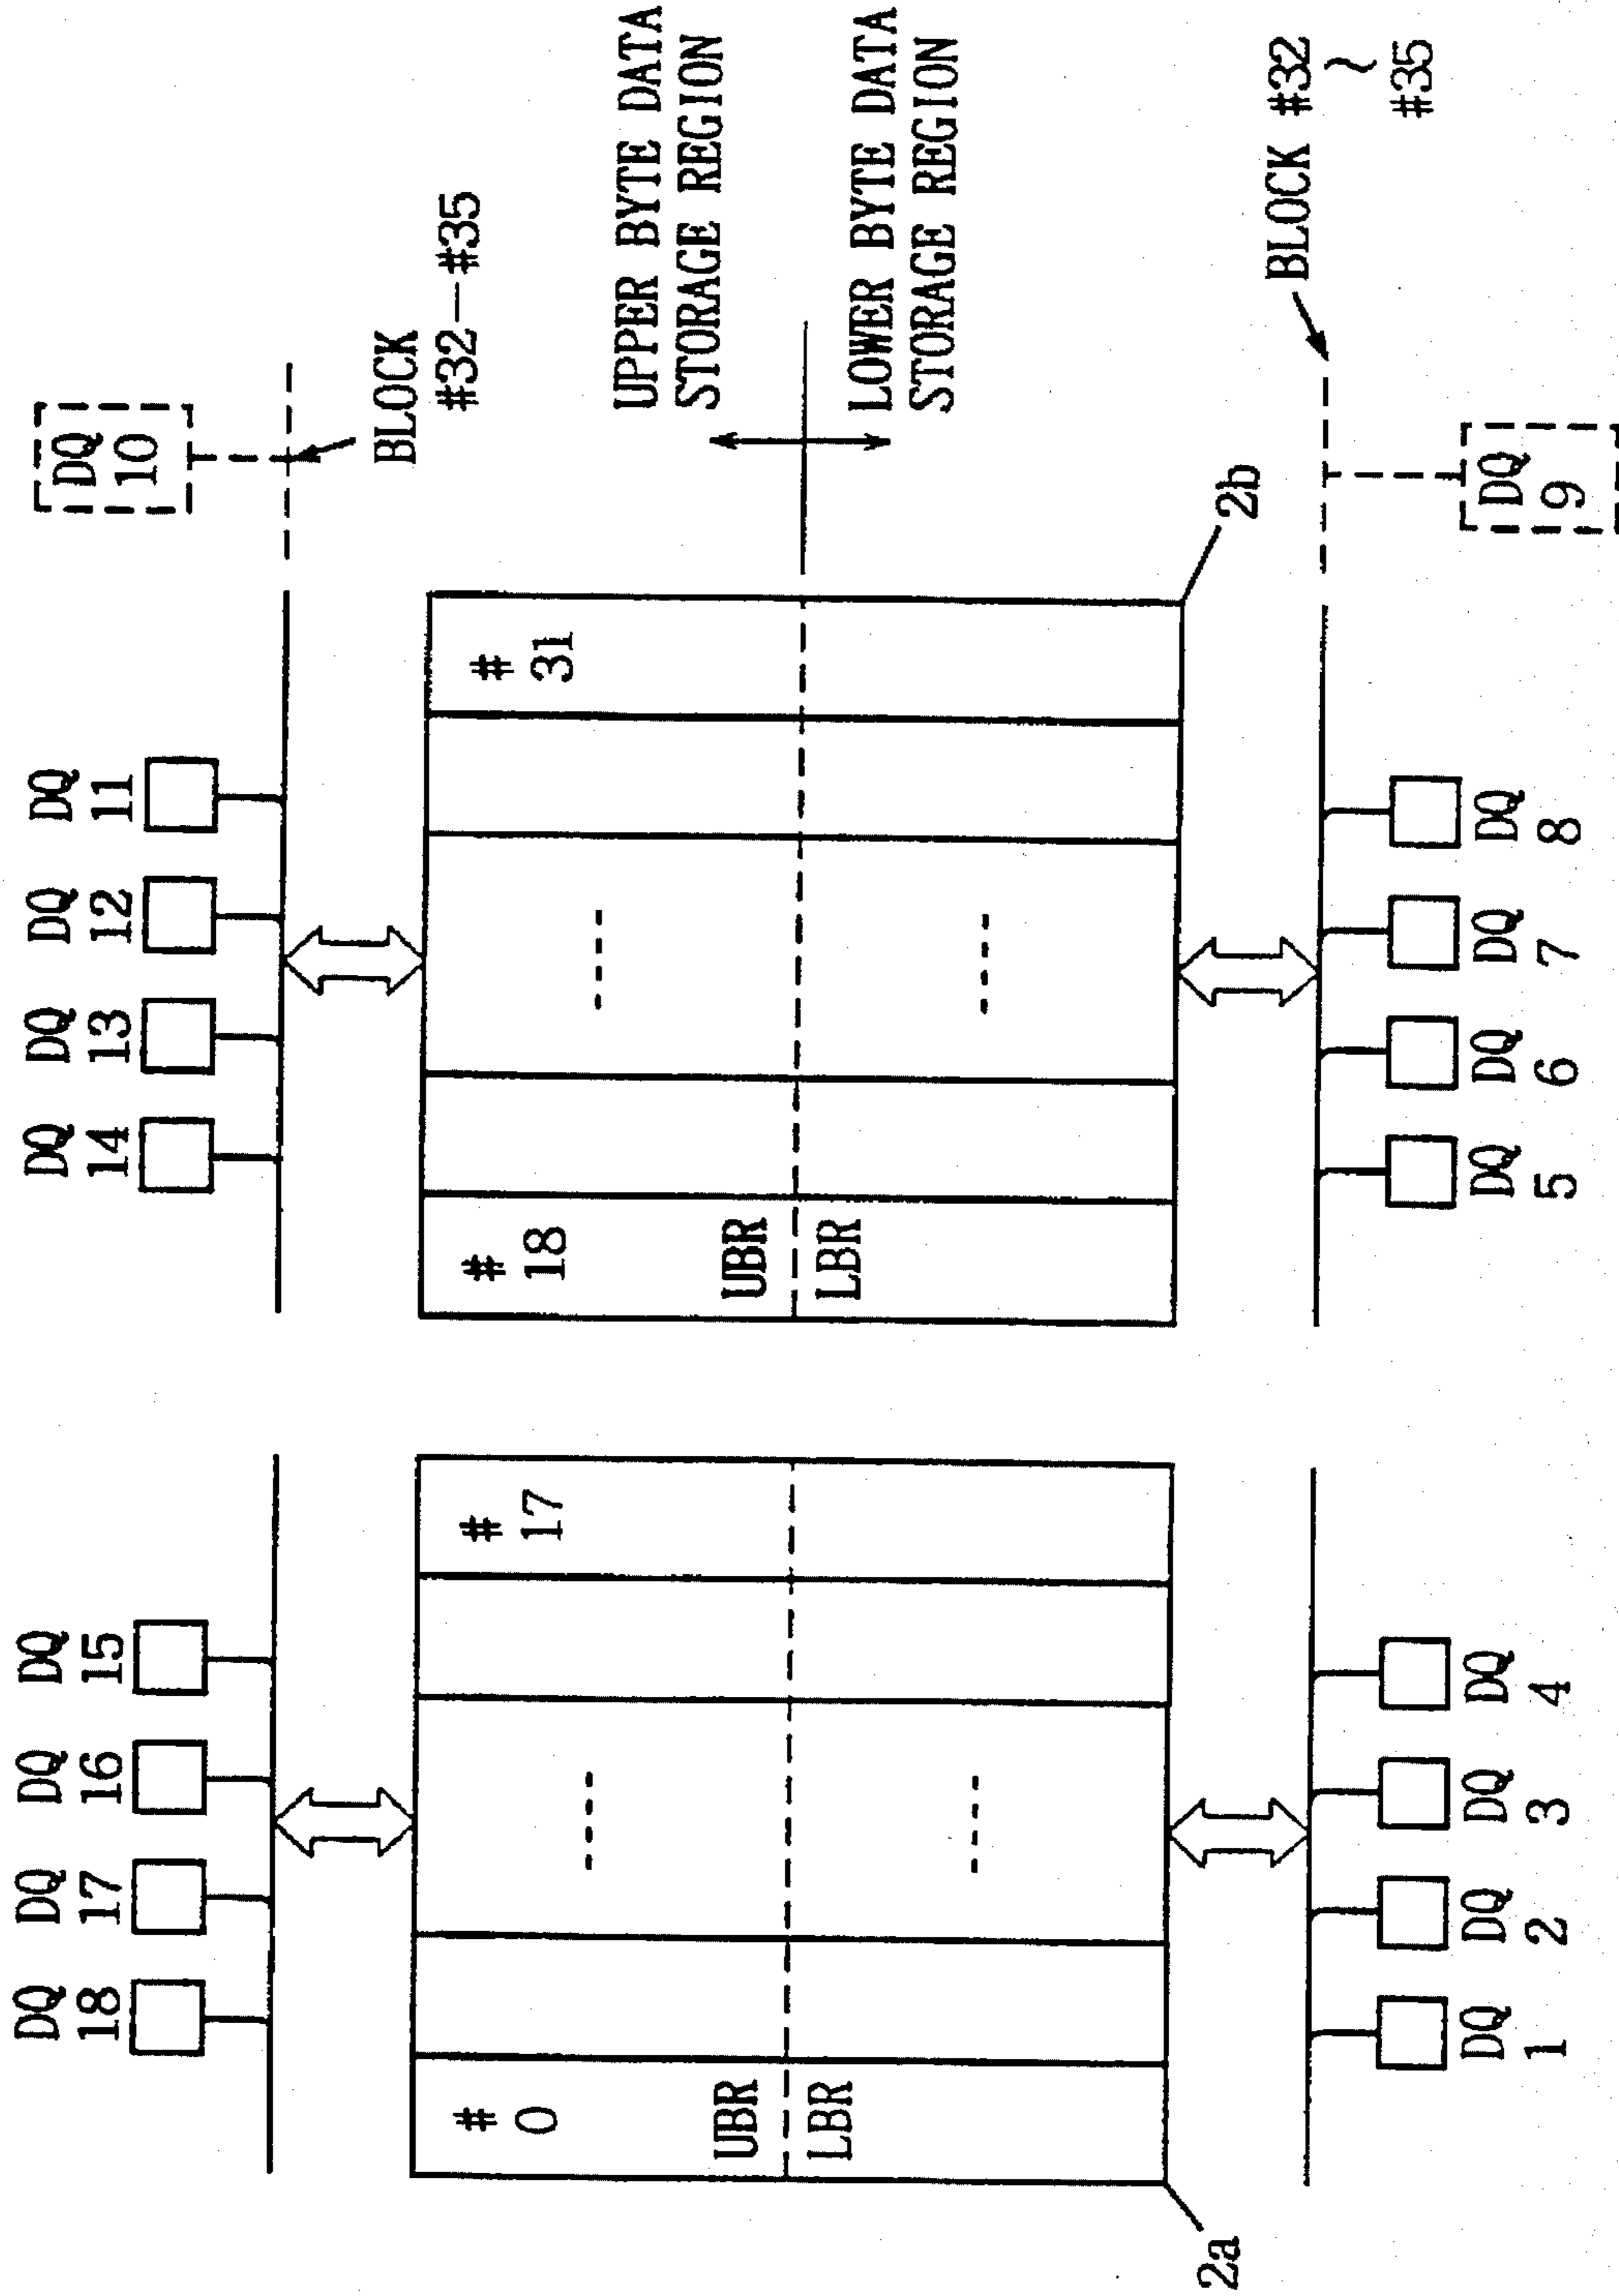 DQ
18
DQ
17
DQ
16
DQ
15
DQ
14
DQ
13
DQ
12
DQ
11
DQ
10
BLOCK
#32—#35
#
0
UBR
LBR
#
17
#
18
UBR
LBR
#
31
UPPER BYTE DATA
STORAGE REGION
LOWER BYTE DATA
STORAGE REGION
2a
2b
BLOCK #32
~
#35
DQ
1
DQ
2
DQ
3
DQ
4
DQ
5
DQ
6
DQ
7
DQ
8
DQ
9